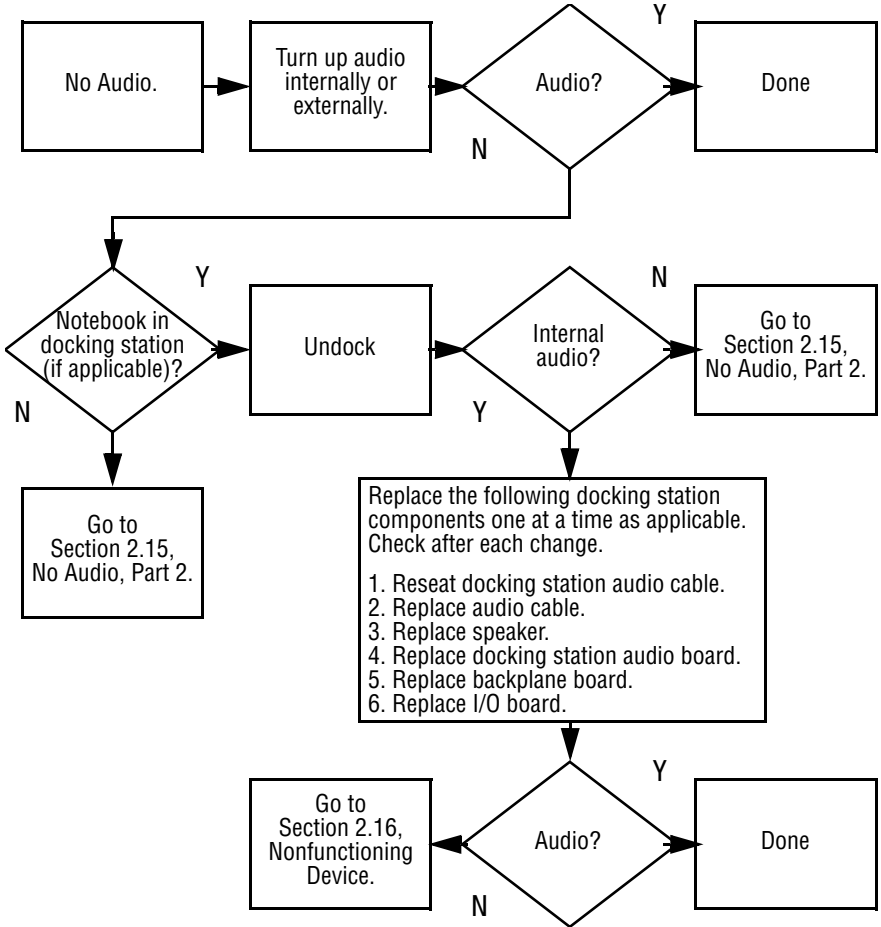 No Audio.
Turn up audio
internally or
externally.
Audio?
Y
Done
N
Notebook in
docking station
(if applicable)?
Y
Undock
Internal
audio?
N
Go to
Section 2.15,
No Audio, Part 2.
N
Y
Go to
Section 2.15,
No Audio, Part 2.
Replace the following docking station
components one at a time as applicable.
Check after each change.
1. Reseat docking station audio cable.
2. Replace audio cable.
3. Replace speaker.
4. Replace docking station audio board.
5. Replace backplane board.
6. Replace I/O board.
Go to
Section 2.16,
Nonfunctioning
Device.
Audio?
Y
Done
N